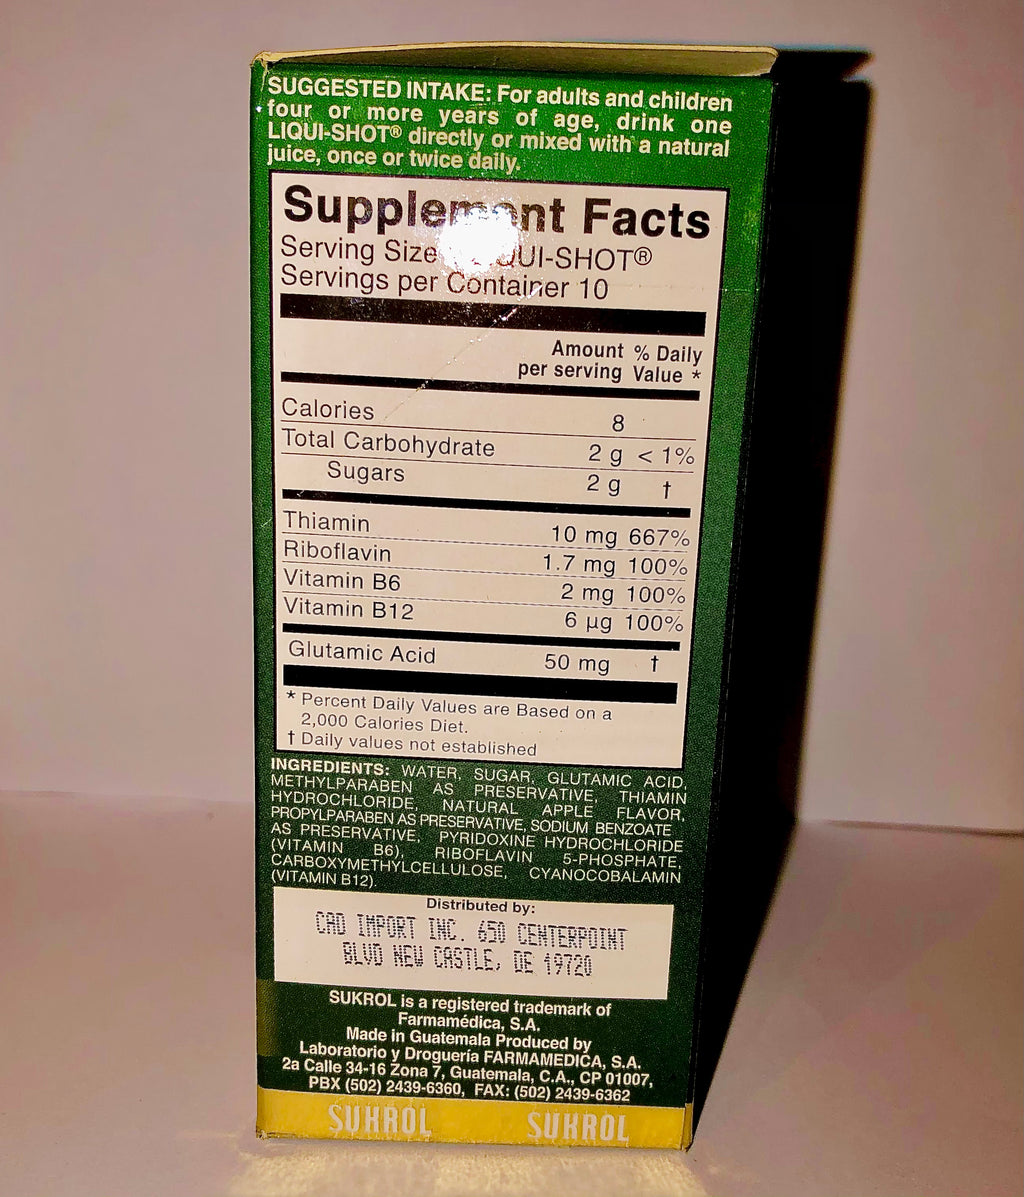 SUGGESTED INTAKE: For adults and children
four or more years of age, drink one
LIQUI-SHOT® directly or mixed with a natural
juice, once or twice daily.
Supplement Facts
Serving Size QUI-SHOT®
Servings per Container 10
Amount % Daily
per serving Value *
Calories 8
Total Carbohydrate 2 g < 1%
Sugars 2 g †
Thiamin 10 mg 667%
Riboflavin 1.7 mg 100%
Vitamin B6 2 mg 100%
Vitamin B12 6 µg 100%
Glutamic Acid 50 mg †
* Percent Daily Values are Based on a
2,000 Calories Diet.
† Daily values not established
INGREDIENTS: WATER, SUGAR, GLUTAMIC ACID,
METHYLPARABEN AS PRESERVATIVE, THIAMIN
HYDROCHLORIDE, NATURAL APPLE FLAVOR,
PROPYLPARABEN AS PRESERVATIVE, SODIUM BENZOATE
AS PRESERVATIVE, PYRIDOXINE HYDROCHLORIDE
(VITAMIN B6), RIBOFLAVIN 5-PHOSPHATE,
CARBOXYMETHYLCELLULOSE, CYANOCOBALAMIN
(VITAMIN B12).
Distributed by:
CAD IMPORT INC. 650 CENTERPOINT
BLVD NEW CASTLE, DE 19720
SUKROL is a registered trademark of
Farmamédica, S.A.
Made in Guatemala Produced by
Laboratorio y Droguería FARMAMEDICA, S.A.
2a Calle 34-16 Zona 7, Guatemala, C.A., CP 01007,
PBX (502) 2439-6360, FAX: (502) 2439-6362
SUKROL SUKROL